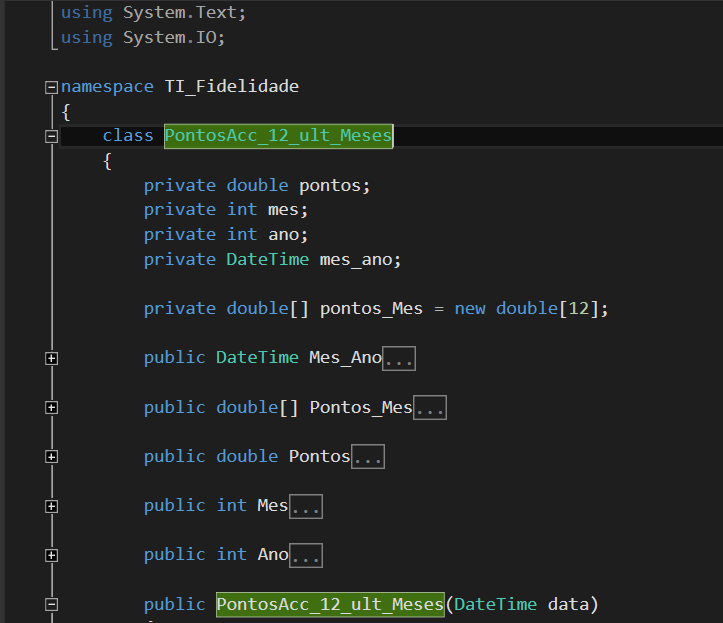 using System.Text;
using System.IO;
namespace TI_Fidelidade
{
class PontosAcc_12_ult_Meses
{
private double pontos;
private int mes;
private int ano;
private DateTime mes_ano;
private double[] pontos_Mes = new double[12];
public DateTime Mes_Ano...
public double[] Pontos_Mes...
public double Pontos...
public int Mes...
public int Ano...
public PontosAcc_12_ult_Meses(DateTime data)